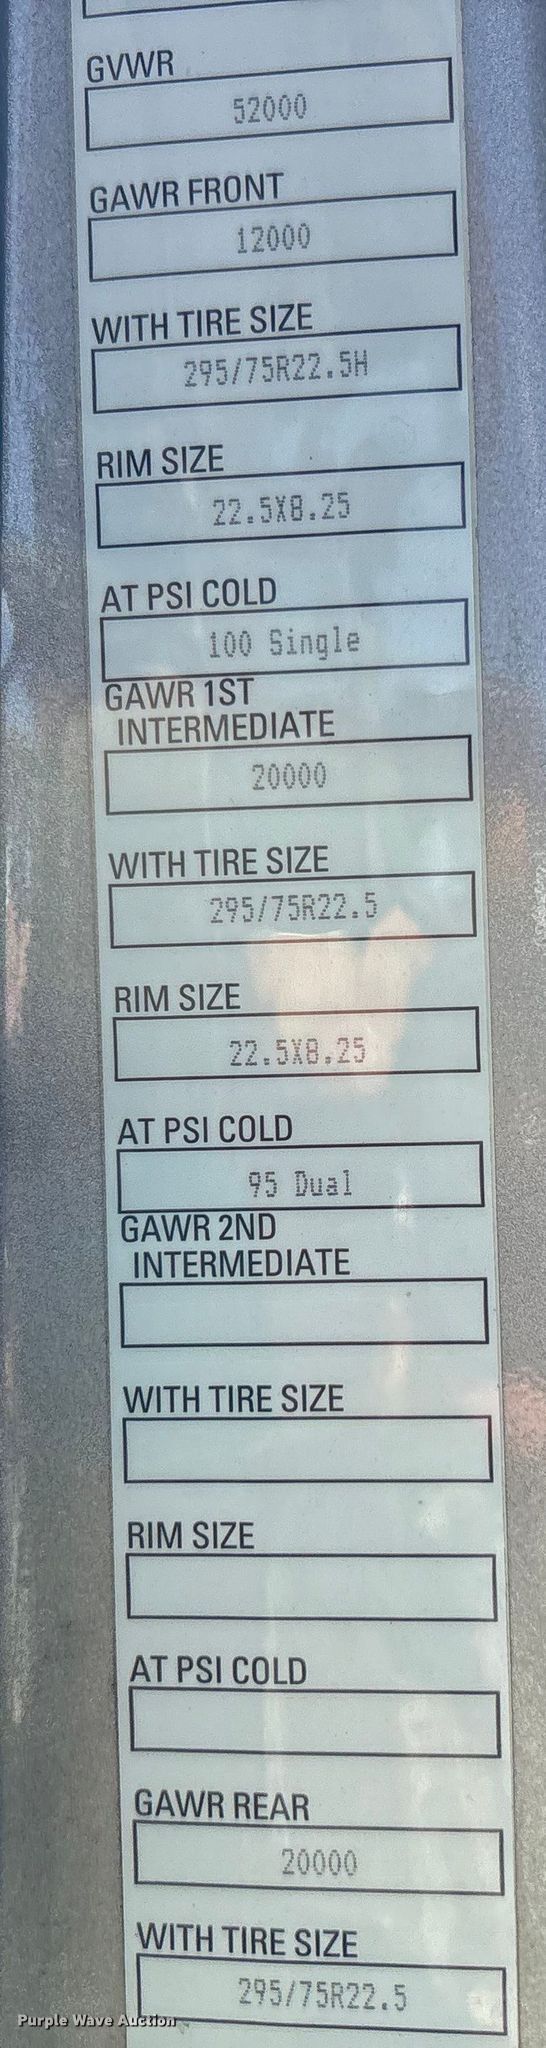 GVWR
52000
GAWR FRONT
12000
WITH TIRE SIZE
295/75R22.5H
RIM SIZE
22.5X8.25
AT PSI COLD
100 Single
GAWR 1ST
INTERMEDIATE
20000
WITH TIRE SIZE
295/75R22.5
RIM SIZE
22.5X8.25
AT PSI COLD
95 Dual
GAWR 2ND
INTERMEDIATE
WITH TIRE SIZE
RIM SIZE
AT PSI COLD
GAWR REAR
20000
WITH TIRE SIZE
295/75R22.5
Purple Wave Auction